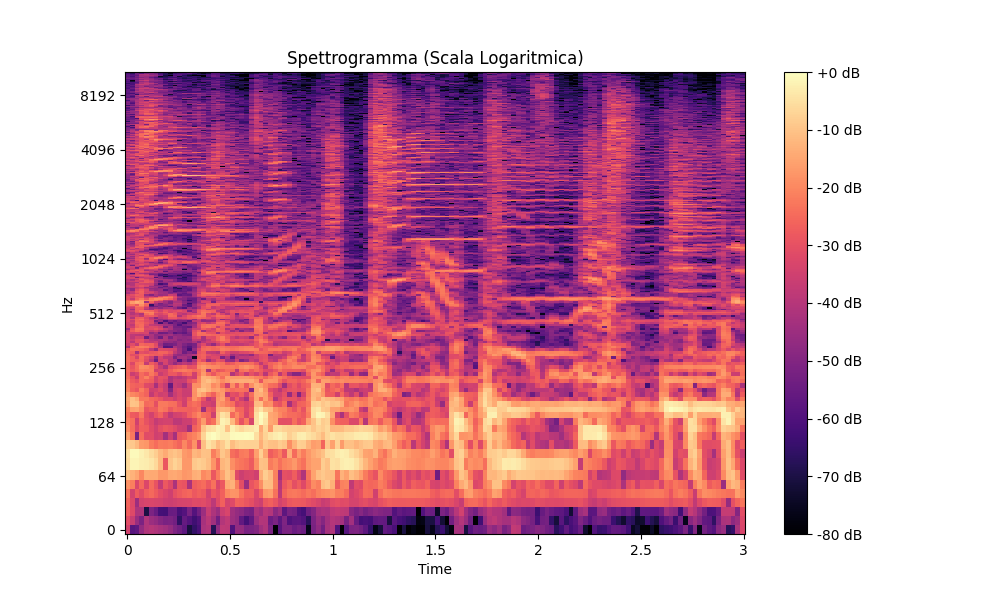 Spettrogramma (Scala Logaritmica)
Hz
8192
4096
2048
1024
512
256
128
64
0
0 0.5 1 1.5 2 2.5 3
Time
+0 dB
-10 dB
-20 dB
-30 dB
-40 dB
-50 dB
-60 dB
-70 dB
-80 dB